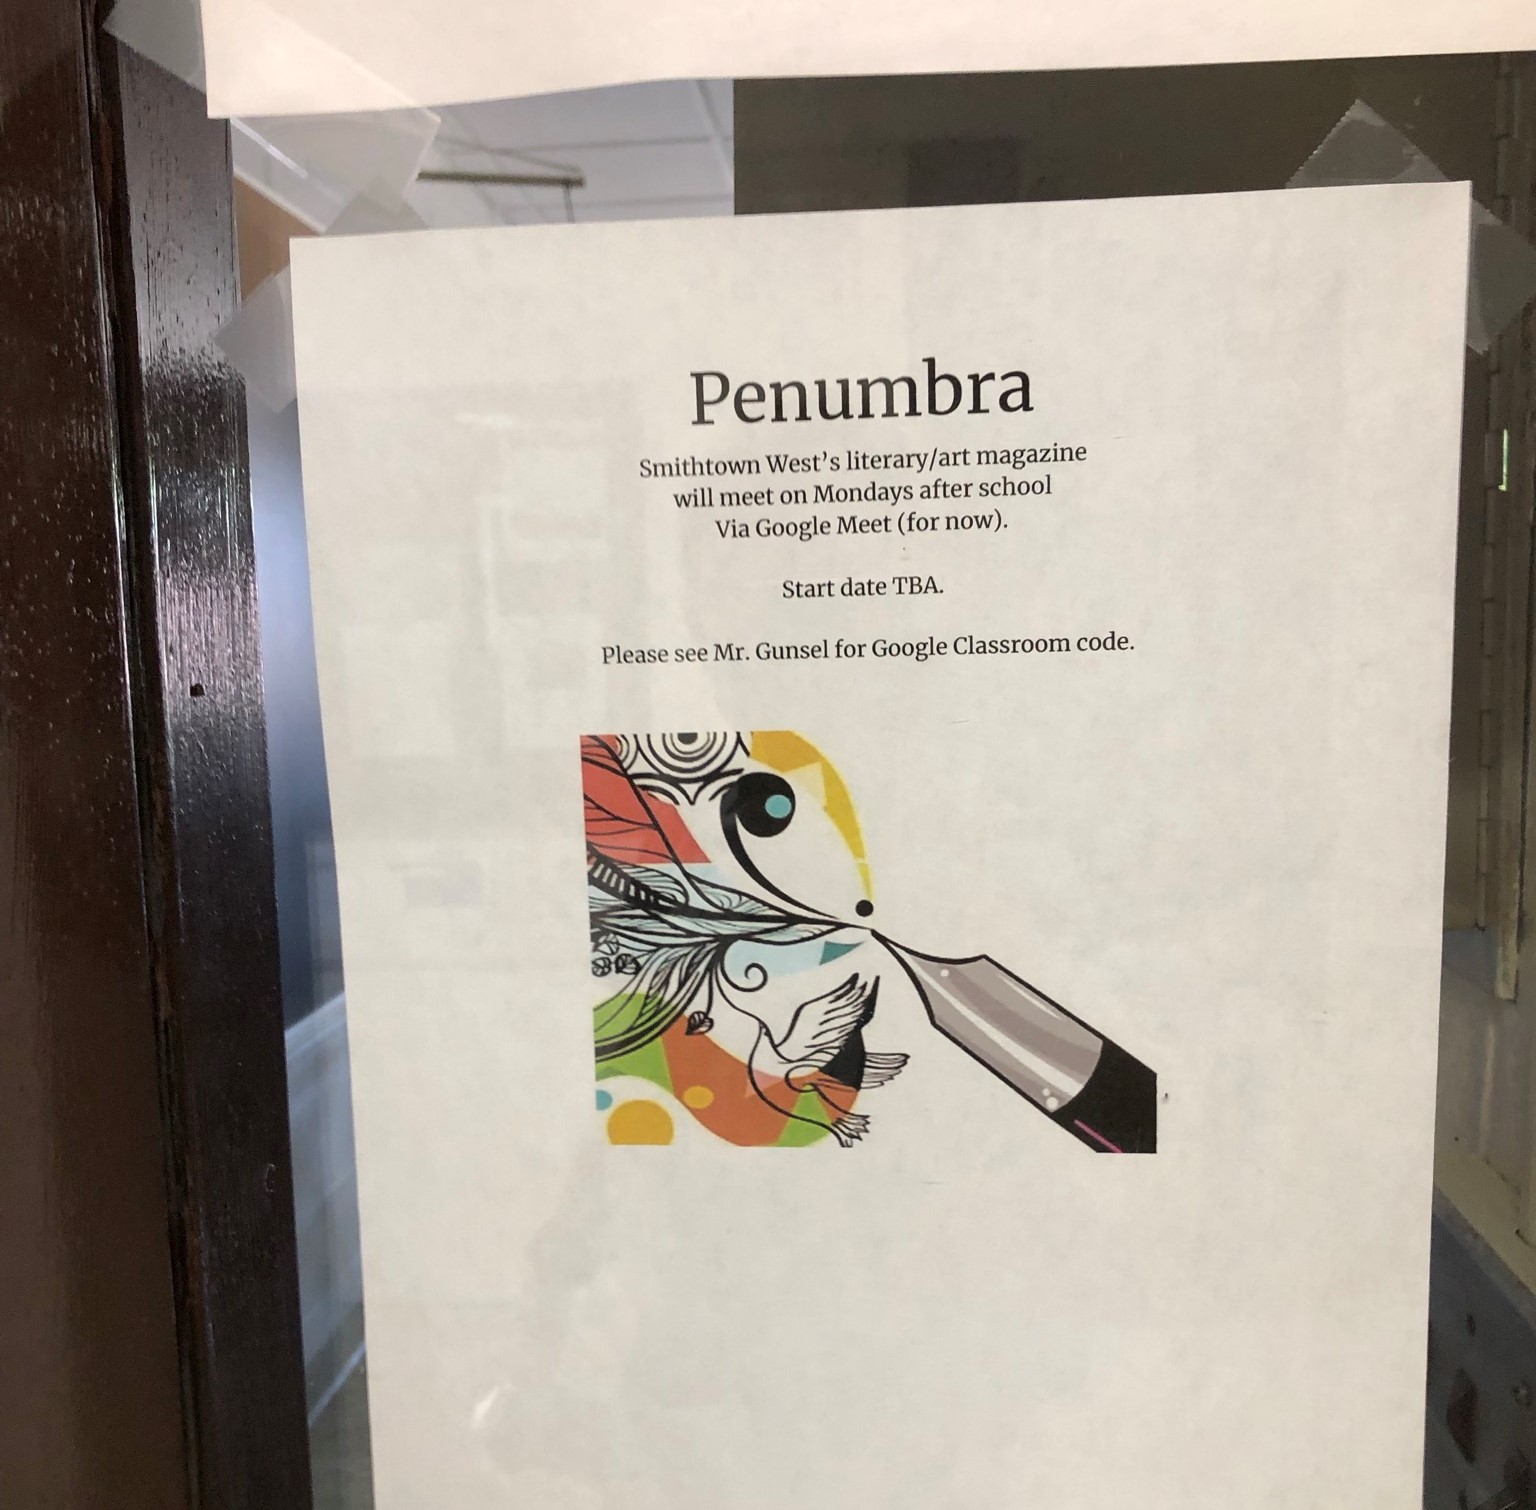 Penumbra
Smithtown West's literary/art magazine
will meet on Mondays after school
Via Google Meet (for now).
Start date TBA.
Please see Mr. Gunsel for Google Classroom code.